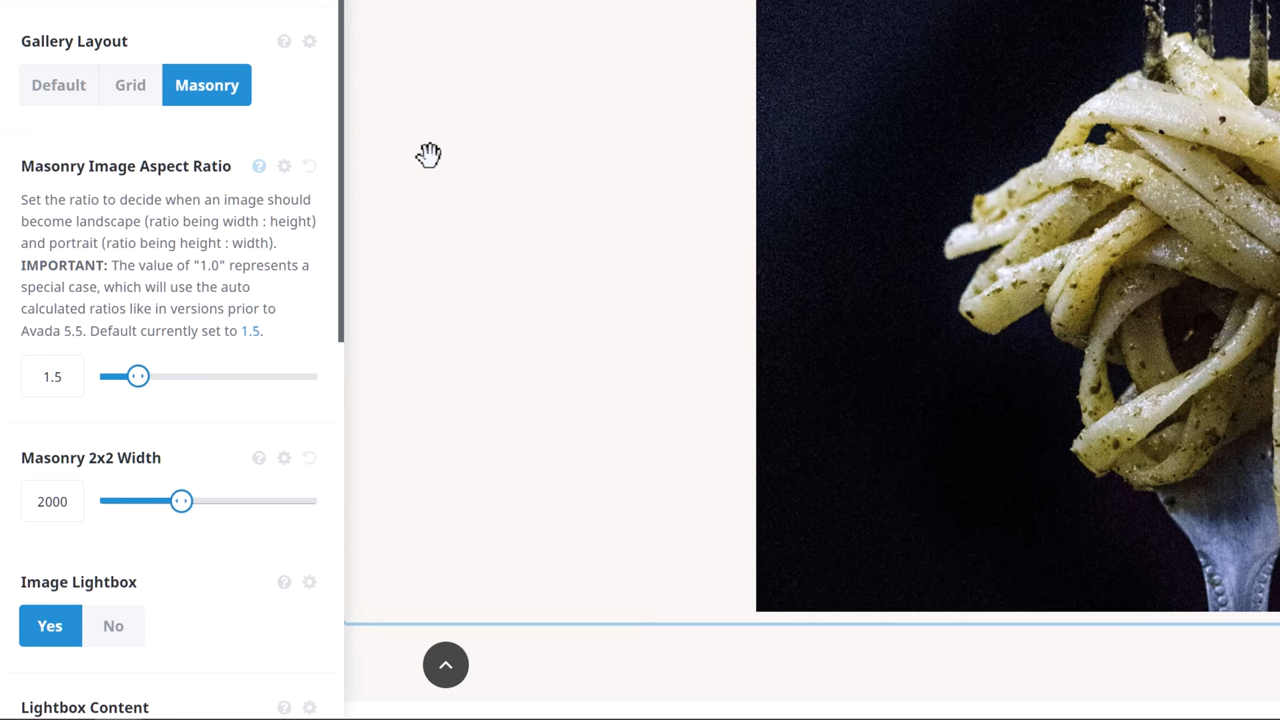 Gallery Layout
Default Grid Masonry
Masonry Image Aspect Ratio
Set the ratio to decide when an image should
become landscape (ratio being width : height)
and portrait (ratio being height : width).
IMPORTANT: The value of "1.0" represents a
special case, which will use the auto
calculated ratios like in versions prior to
Avada 5.5. Default currently set to 1.5.
1.5
Masonry 2x2 Width
2000
Image Lightbox
Yes No
Lightbox Content